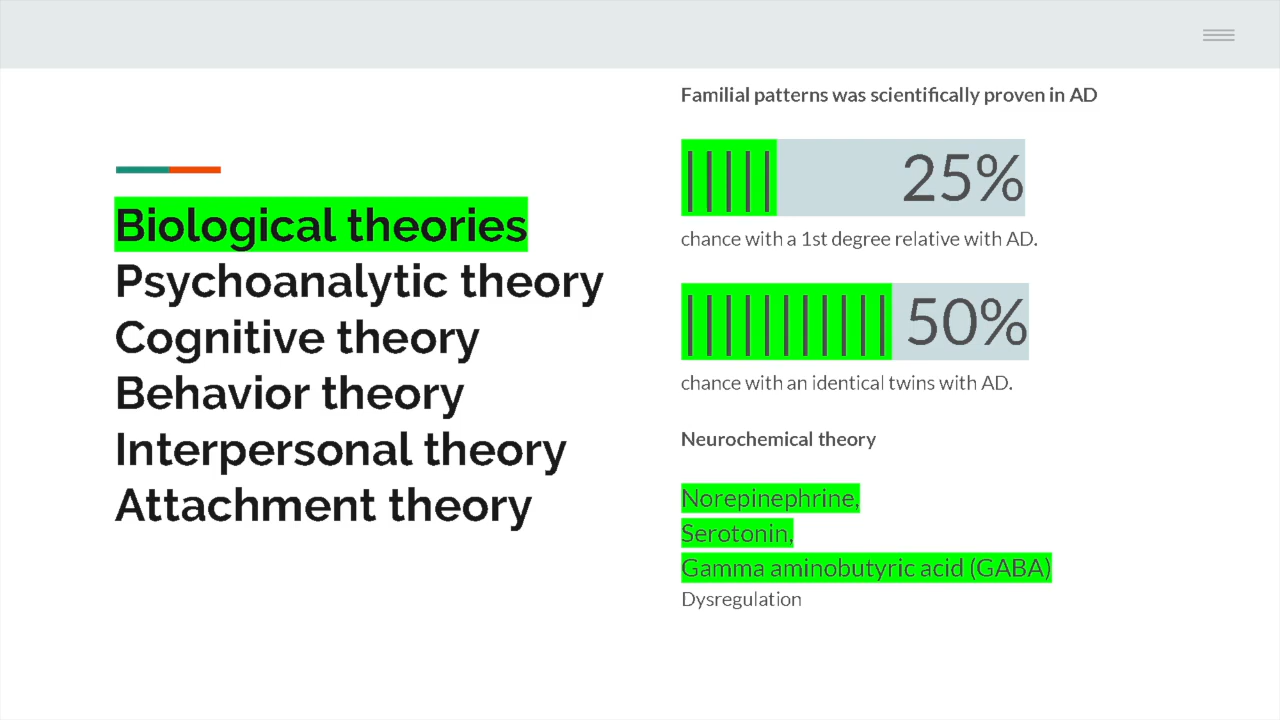 Biological theories
Psychoanalytic theory
Cognitive theory
Behavior theory
Interpersonal theory
Attachment theory
Familial patterns was scientifically proven in AD
25%
chance with a 1st degree relative with AD.
50%
chance with an identical twins with AD.
Neurochemical theory
Norepinephrine,
Serotonin,
Gamma aminobutyric acid (GABA)
Dysregulation